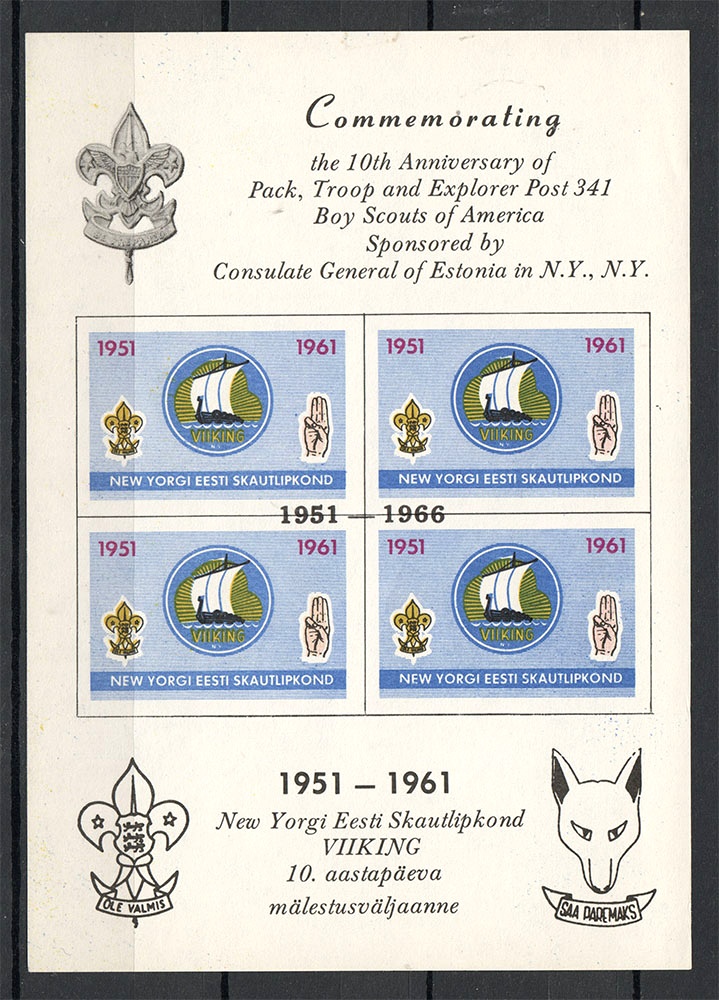 Commemorating
the 10th Anniversary of
Pack, Troop and Explorer Post 341
Boy Scouts of America
Sponsored by
Consulate General of Estonia in N.Y., N.Y.
1951 1961
VIIKING
N.Y.
NEW YORGI EESTI SKAUTLIPKOND
1951 1961
VIIKING
N.Y.
NEW YORGI EESTI SKAUTLIPKOND
1951 — 1966
1951 1961
VIIKING
N.Y.
NEW YORGI EESTI SKAUTLIPKOND
1951 1961
VIIKING
N.Y.
NEW YORGI EESTI SKAUTLIPKOND
1951 — 1961
New Yorgi Eesti Skautlipkond
VIIKING
10. aastapäeva
mälestusväljaanne
OLE VALMIS
SAA PAREMAKS